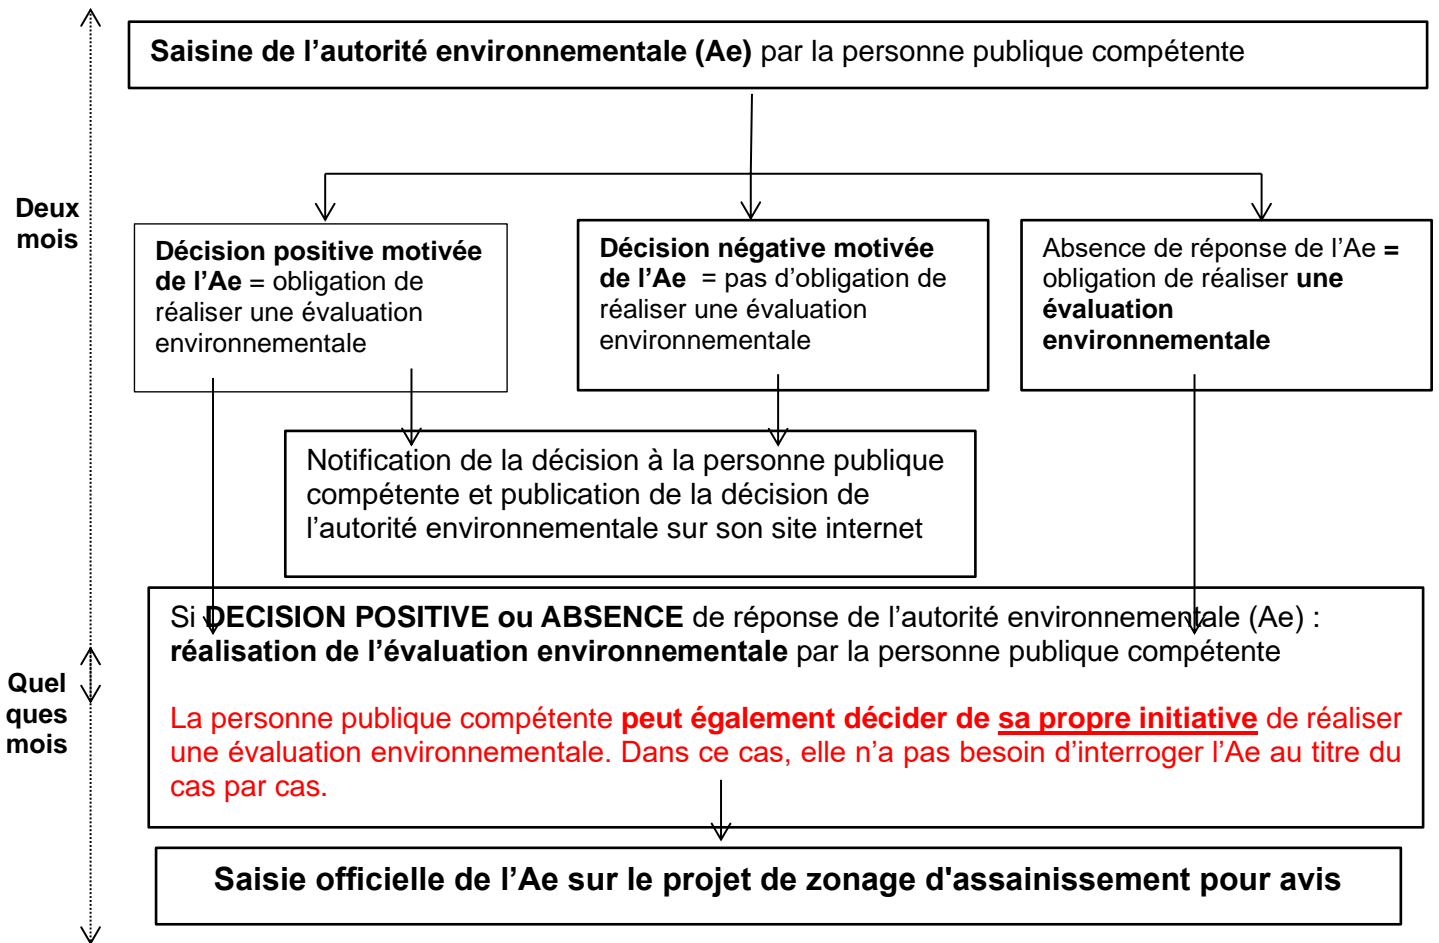 Saisine de l’autorité environnementale (Ae) par la personne publique compétente
Deux
mois
Décision positive motivée
de l’Ae = obligation de
réaliser une évaluation
environnementale
Décision négative motivée
de l’Ae = pas d’obligation de
réaliser une évaluation
environnementale
Absence de réponse de l’Ae =
obligation de réaliser une
évaluation
environnementale
Notification de la décision à la personne publique
compétente et publication de la décision de
l’autorité environnementale sur son site internet
Si DECISION POSITIVE ou ABSENCE de réponse de l’autorité environnementale (Ae) :
réalisation de l’évaluation environnementale par la personne publique compétente
Quel
ques
mois
La personne publique compétente peut également décider de sa propre initiative de réaliser
une évaluation environnementale. Dans ce cas, elle n’a pas besoin d’interroger l’Ae au titre du
cas par cas.
Saisie officielle de l’Ae sur le projet de zonage d'assainissement pour avis